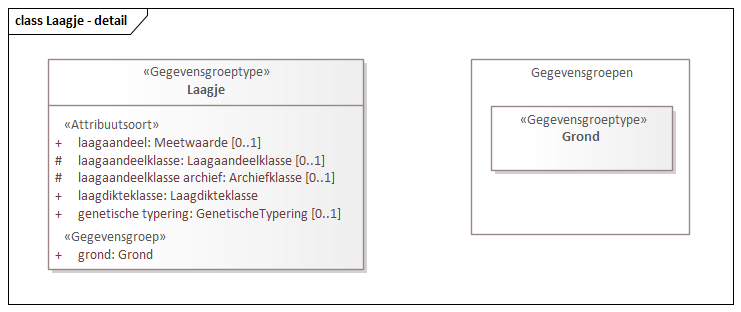 class Laagje - detail
«Gegevensgroeptype»
Laagje
«Attribuutsoort»
+ laagaandeel: Meetwaarde [0..1]
# laagaandeelklasse: Laagaandeelklasse [0..1]
# laagaandeelklasse archief: Archiefklasse [0..1]
+ laagdikteklasse: Laagdikteklasse
+ genetische typering: GenetischeTypering [0..1]
«Gegevensgroep»
+ grond: Grond
Gegevensgroepen
«Gegevensgroeptype»
Grond